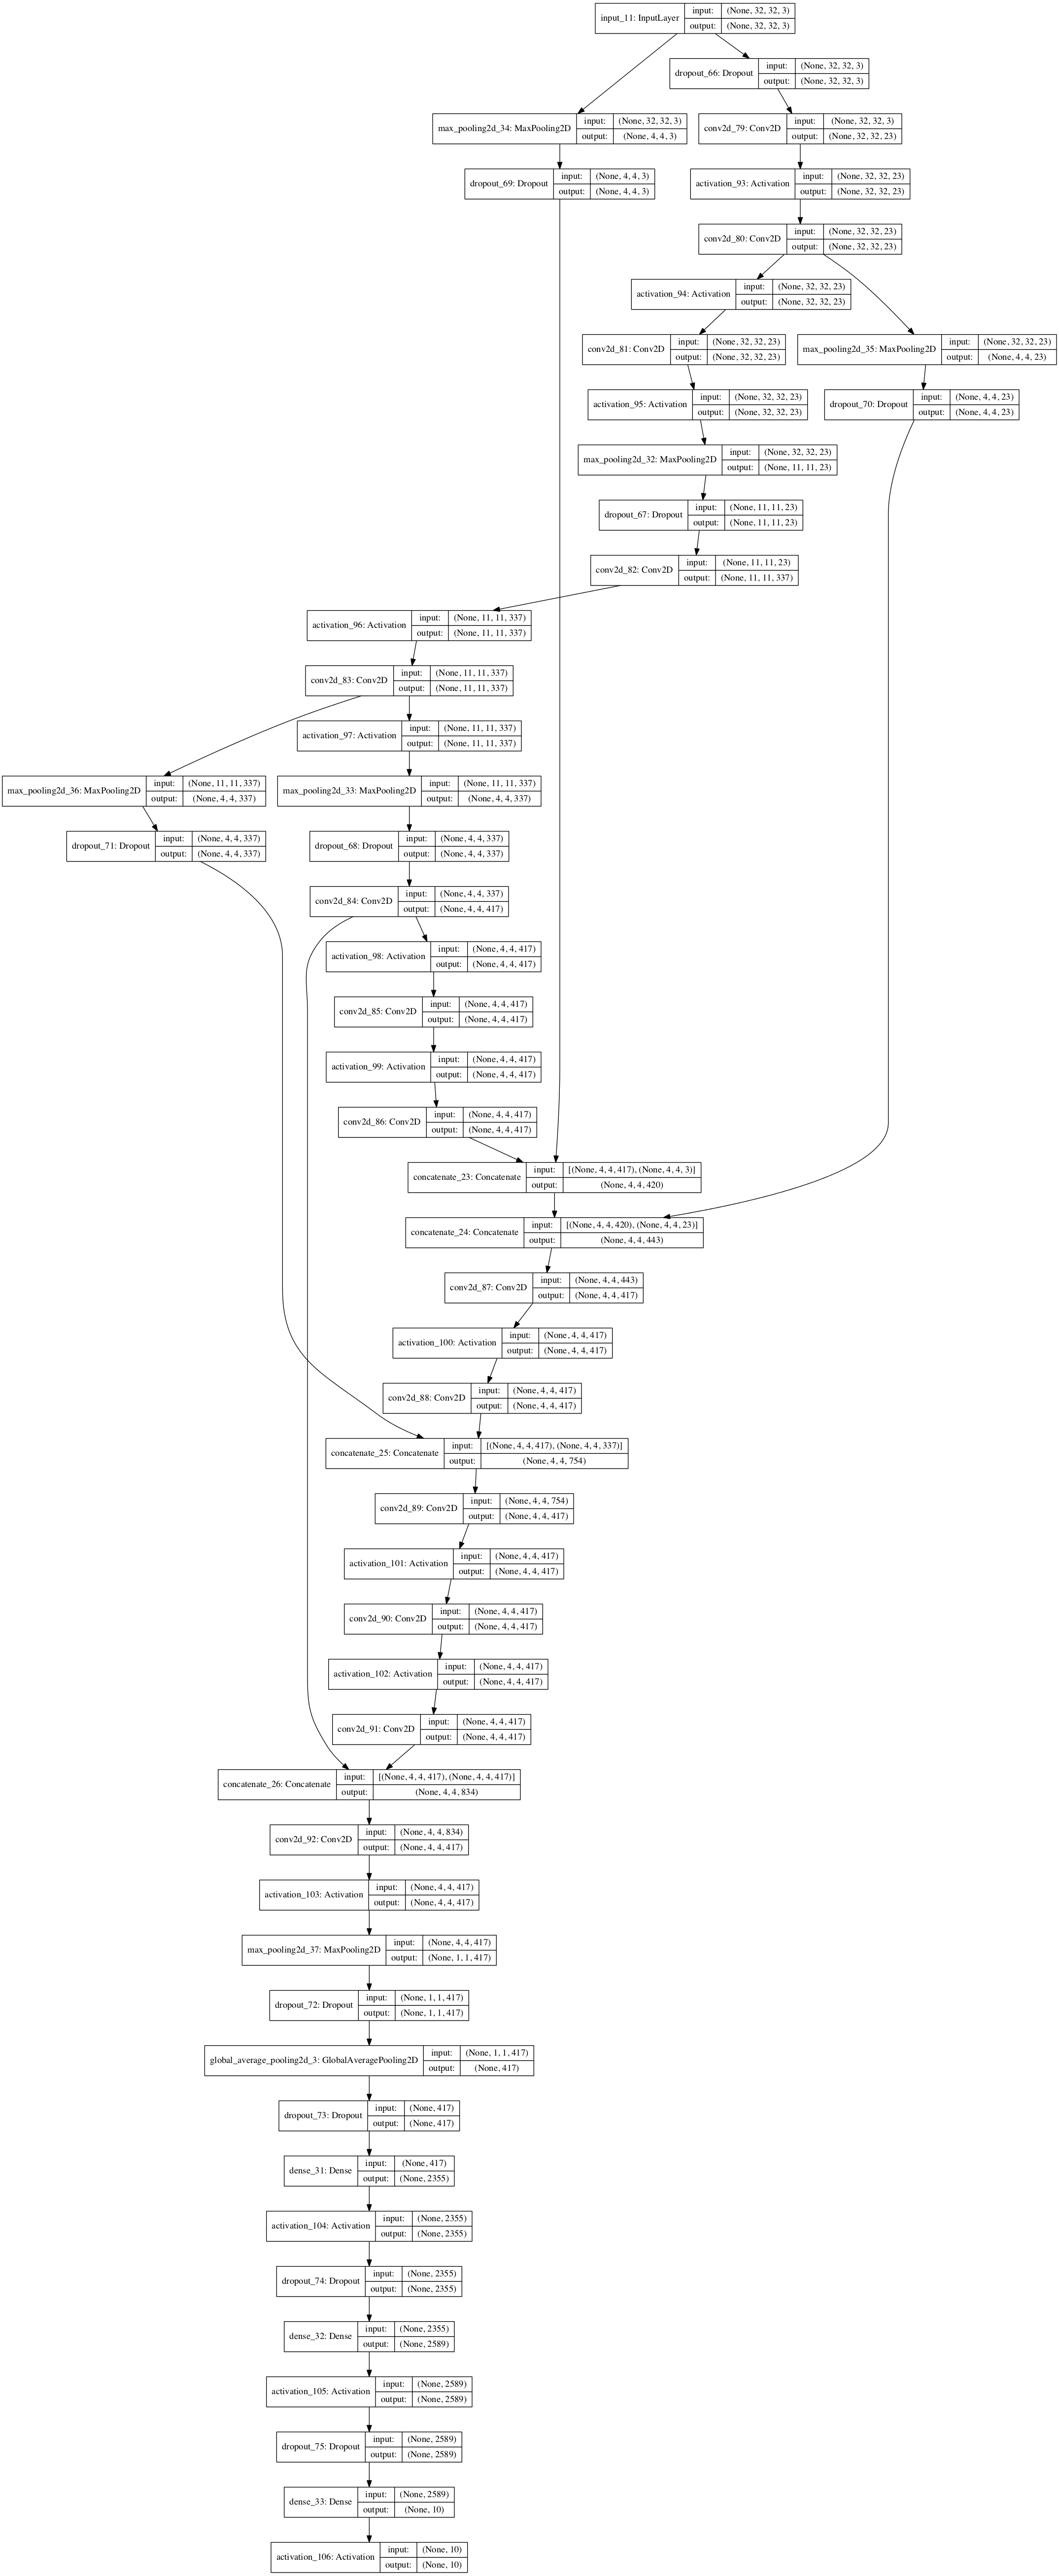 input_11: InputLayer input: (None, 32, 32, 3)
output: (None, 32, 32, 3)
dropout_66: Dropout input: (None, 32, 32, 3)
output: (None, 32, 32, 3)
max_pooling2d_34: MaxPooling2D input: (None, 32, 32, 3)
output: (None, 4, 4, 3)
conv2d_79: Conv2D input: (None, 32, 32, 3)
output: (None, 32, 32, 23)
dropout_69: Dropout input: (None, 4, 4, 3)
output: (None, 4, 4, 3)
activation_93: Activation input: (None, 32, 32, 23)
output: (None, 32, 32, 23)
conv2d_80: Conv2D input: (None, 32, 32, 23)
output: (None, 32, 32, 23)
activation_94: Activation input: (None, 32, 32, 23)
output: (None, 32, 32, 23)
conv2d_81: Conv2D input: (None, 32, 32, 23)
output: (None, 32, 32, 23)
max_pooling2d_35: MaxPooling2D input: (None, 32, 32, 23)
output: (None, 4, 4, 23)
activation_95: Activation input: (None, 32, 32, 23)
output: (None, 32, 32, 23)
dropout_70: Dropout input: (None, 4, 4, 23)
output: (None, 4, 4, 23)
max_pooling2d_32: MaxPooling2D input: (None, 32, 32, 23)
output: (None, 11, 11, 23)
dropout_67: Dropout input: (None, 11, 11, 23)
output: (None, 11, 11, 23)
conv2d_82: Conv2D input: (None, 11, 11, 23)
output: (None, 11, 11, 337)
activation_96: Activation input: (None, 11, 11, 337)
output: (None, 11, 11, 337)
conv2d_83: Conv2D input: (None, 11, 11, 337)
output: (None, 11, 11, 337)
activation_97: Activation input: (None, 11, 11, 337)
output: (None, 11, 11, 337)
max_pooling2d_36: MaxPooling2D input: (None, 11, 11, 337)
output: (None, 4, 4, 337)
max_pooling2d_33: MaxPooling2D input: (None, 11, 11, 337)
output: (None, 4, 4, 337)
dropout_71: Dropout input: (None, 4, 4, 337)
output: (None, 4, 4, 337)
dropout_68: Dropout input: (None, 4, 4, 337)
output: (None, 4, 4, 337)
conv2d_84: Conv2D input: (None, 4, 4, 337)
output: (None, 4, 4, 417)
activation_98: Activation input: (None, 4, 4, 417)
output: (None, 4, 4, 417)
conv2d_85: Conv2D input: (None, 4, 4, 417)
output: (None, 4, 4, 417)
activation_99: Activation input: (None, 4, 4, 417)
output: (None, 4, 4, 417)
conv2d_86: Conv2D input: (None, 4, 4, 417)
output: (None, 4, 4, 417)
concatenate_23: Concatenate input: [(None, 4, 4, 417), (None, 4, 4, 3)]
output: (None, 4, 4, 420)
concatenate_24: Concatenate input: [(None, 4, 4, 420), (None, 4, 4, 23)]
output: (None, 4, 4, 443)
conv2d_87: Conv2D input: (None, 4, 4, 443)
output: (None, 4, 4, 417)
activation_100: Activation input: (None, 4, 4, 417)
output: (None, 4, 4, 417)
conv2d_88: Conv2D input: (None, 4, 4, 417)
output: (None, 4, 4, 417)
concatenate_25: Concatenate input: [(None, 4, 4, 417), (None, 4, 4, 337)]
output: (None, 4, 4, 754)
conv2d_89: Conv2D input: (None, 4, 4, 754)
output: (None, 4, 4, 417)
activation_101: Activation input: (None, 4, 4, 417)
output: (None, 4, 4, 417)
conv2d_90: Conv2D input: (None, 4, 4, 417)
output: (None, 4, 4, 417)
activation_102: Activation input: (None, 4, 4, 417)
output: (None, 4, 4, 417)
conv2d_91: Conv2D input: (None, 4, 4, 417)
output: (None, 4, 4, 417)
concatenate_26: Concatenate input: [(None, 4, 4, 417), (None, 4, 4, 417)]
output: (None, 4, 4, 834)
conv2d_92: Conv2D input: (None, 4, 4, 834)
output: (None, 4, 4, 417)
activation_103: Activation input: (None, 4, 4, 417)
output: (None, 4, 4, 417)
max_pooling2d_37: MaxPooling2D input: (None, 4, 4, 417)
output: (None, 1, 1, 417)
dropout_72: Dropout input: (None, 1, 1, 417)
output: (None, 1, 1, 417)
global_average_pooling2d_3: GlobalAveragePooling2D input: (None, 1, 1, 417)
output: (None, 417)
dropout_73: Dropout input: (None, 417)
output: (None, 417)
dense_31: Dense input: (None, 417)
output: (None, 2355)
activation_104: Activation input: (None, 2355)
output: (None, 2355)
dropout_74: Dropout input: (None, 2355)
output: (None, 2355)
dense_32: Dense input: (None, 2355)
output: (None, 2589)
activation_105: Activation input: (None, 2589)
output: (None, 2589)
dropout_75: Dropout input: (None, 2589)
output: (None, 2589)
dense_33: Dense input: (None, 2589)
output: (None, 10)
activation_106: Activation input: (None, 10)
output: (None, 10)